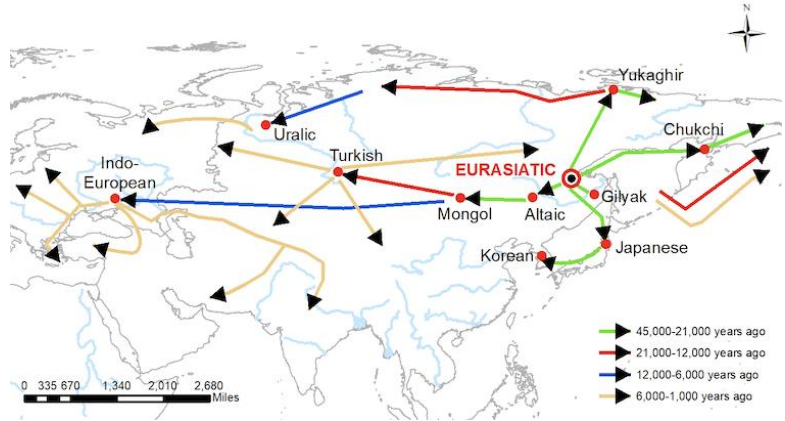 N
Yukaghir
Chukchi
Uralic
Indo-
European
Turkish
EURASIATIC
Gilyak
Mongol
Altaic
Korean
Japanese
45,000-21,000 years ago
21,000-12,000 years ago
12,000-6,000 years ago
6,000-1,000 years ago
0 335 670 1,340 2,010 2,680
Miles